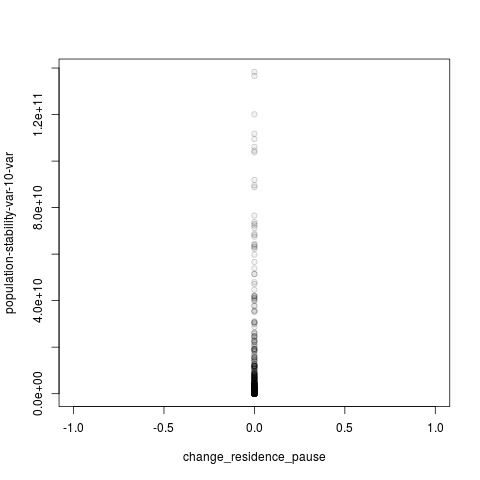 population-stability-var-10-var
1.2e+11
8.0e+10
4.0e+10
0.0e+00
-1.0
-0.5
0.0
0.5
1.0
change_residence_pause